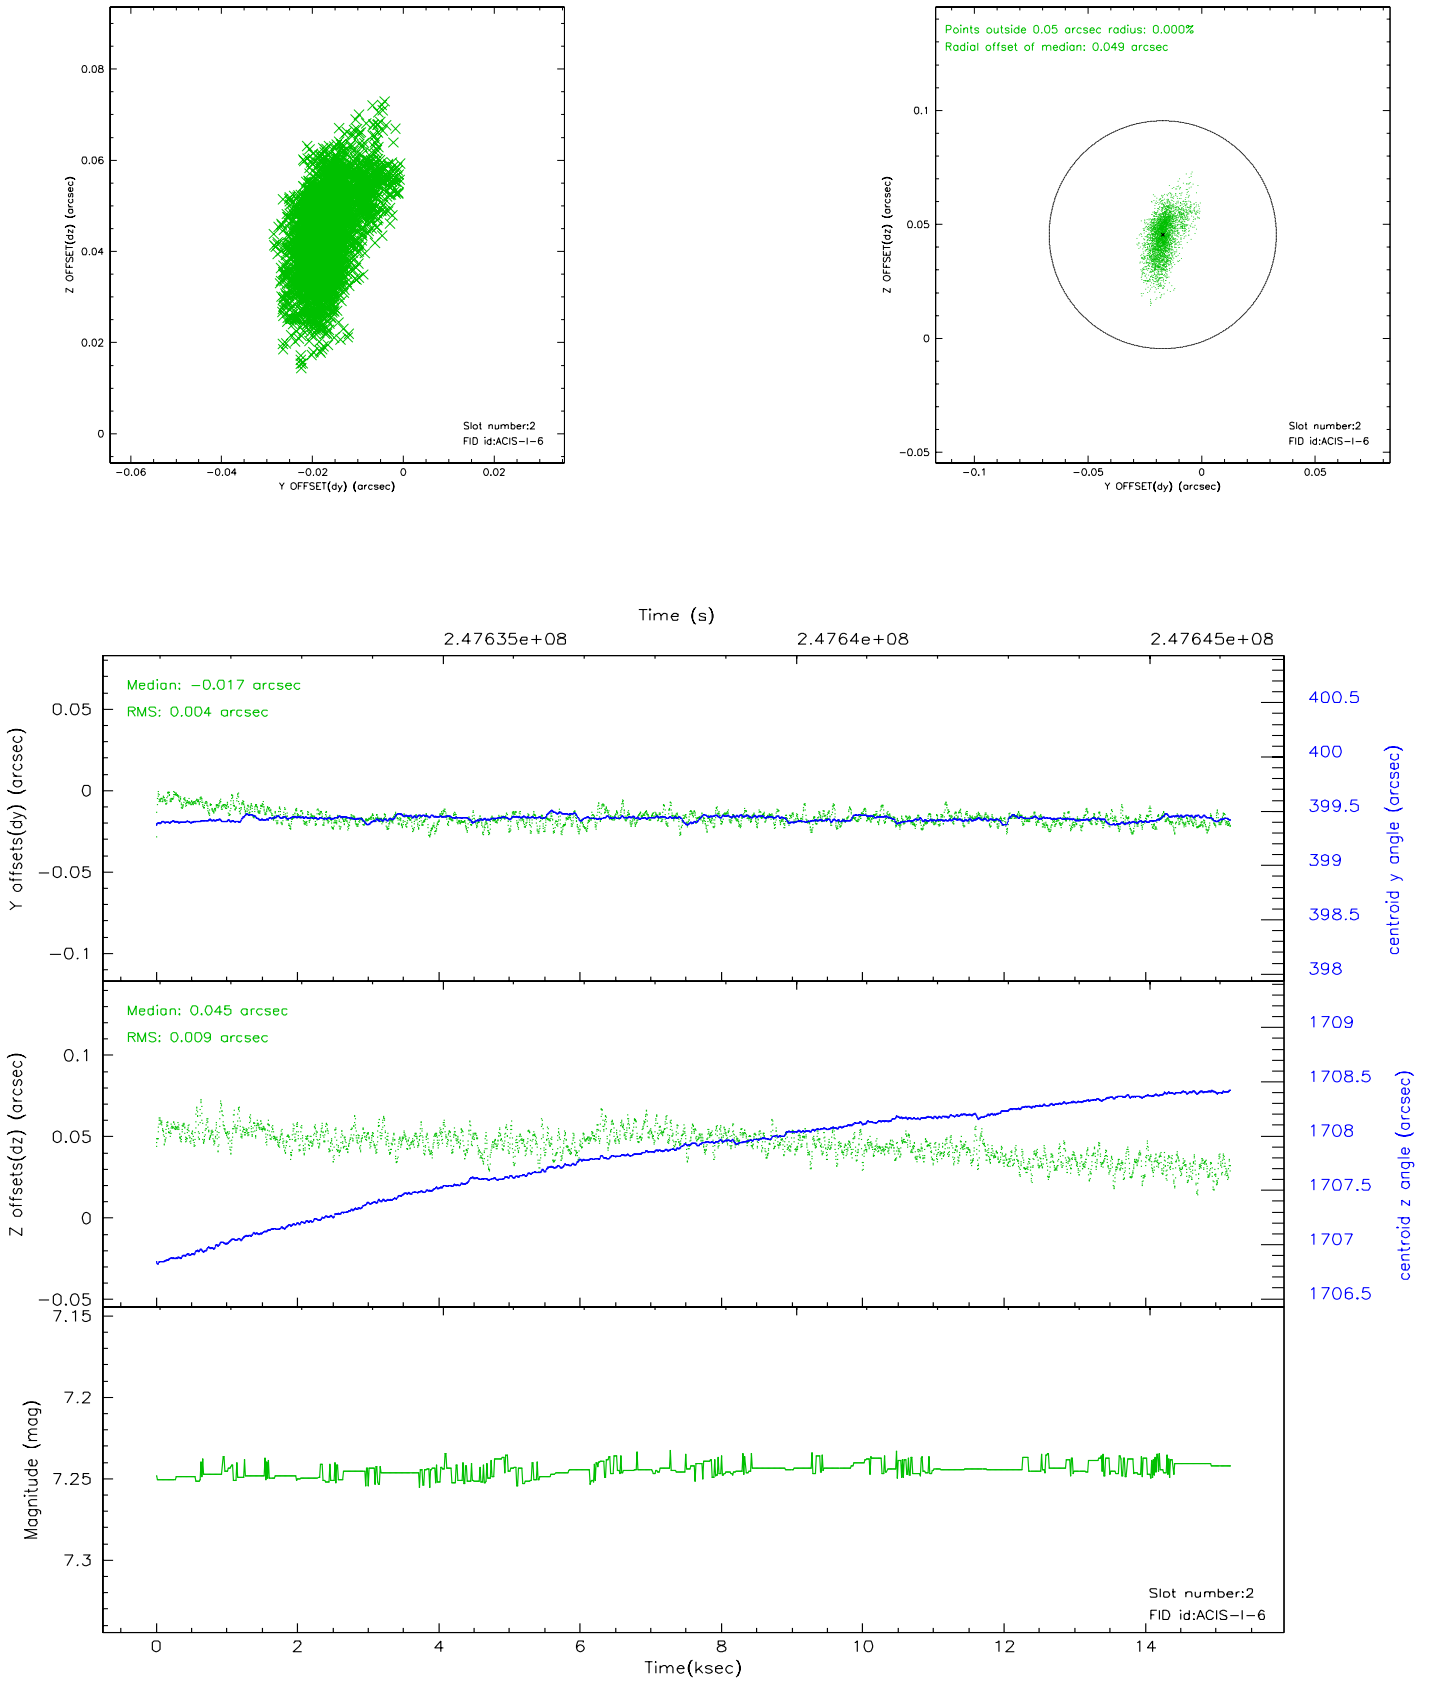 0.08
0.06
0.04
0.02
0
Z OFFSET(dz) (arcsec)
Slot number:2
FID id:ACIS-I-6
-0.06 -0.04 -0.02 0 0.02
Y OFFSET(dy) (arcsec)
Points outside 0.05 arcsec radius: 0.000%
Radial offset of median: 0.049 arcsec
0.1
0.05
0
-0.05
Z OFFSET(dz) (arcsec)
Slot number:2
FID id:ACIS-I-6
-0.1 -0.05 0 0.05
Y OFFSET(dy) (arcsec)
Time (s)
2.47635e+08 2.4764e+08 2.47645e+08
Median: -0.017 arcsec
RMS: 0.004 arcsec
0.05
0
-0.05
-0.1
Y offsets(dy) (arcsec)
400.5
400
399.5
399
398.5
398
centroid y angle (arcsec)
Median: 0.045 arcsec
RMS: 0.009 arcsec
0.1
0.05
0
-0.05
Z offsets(dz) (arcsec)
1709
1708.5
1708
1707.5
1707
1706.5
centroid z angle (arcsec)
7.15
7.2
7.25
7.3
Magnitude (mag)
Slot number:2
FID id:ACIS-I-6
0 2 4 6 8 10 12 14
Time(ksec)